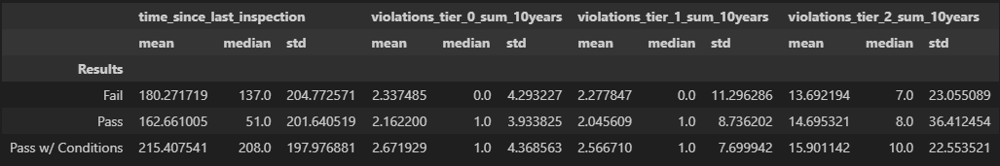 time_since_last_inspection violations_tier_0_sum_10years violations_tier_1_sum_10years violations_tier_2_sum_10years
mean median std mean median std mean median std mean median std
Results
Fail 180.271719 137.0 204.772571 2.337485 0.0 4.293227 2.277847 0.0 11.296286 13.692194 7.0 23.055089
Pass 162.661005 51.0 201.640519 2.162200 1.0 3.933825 2.045609 1.0 8.736202 14.695321 8.0 36.412454
Pass w/ Conditions 215.407541 208.0 197.976881 2.671929 1.0 4.368563 2.566710 1.0 7.699942 15.901142 10.0 22.553521